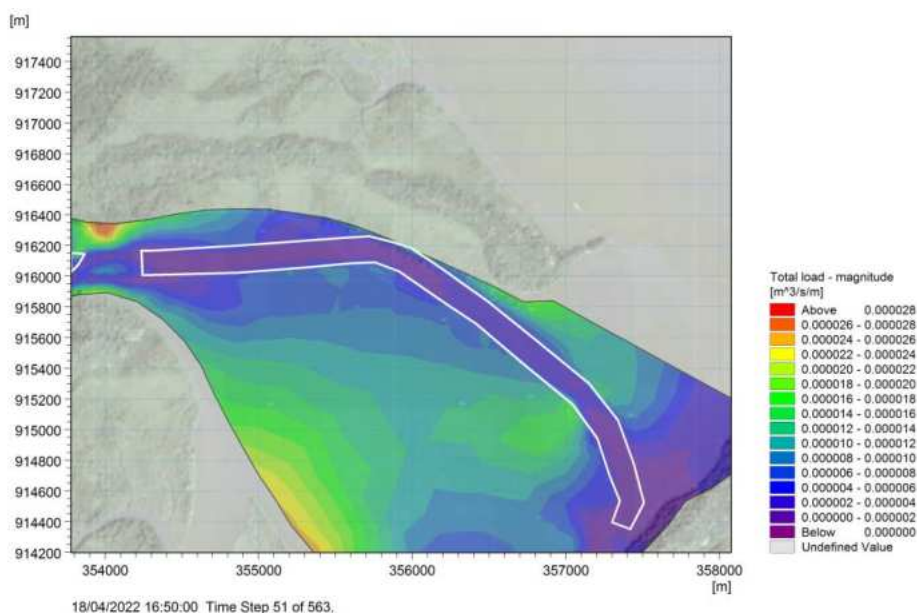 [m]
917400
917200
917000
916800
916600
916400
916200
916000
915800
915600
915400
915200
915000
914800
914600
914400
914200
354000 355000 356000 357000 358000
[m]
18/04/2022 16:50:00 Time Step 51 of 563.
Total load - magnitude
[m^3/s/m]
Above 0.000028
0.000026 - 0.000028
0.000024 - 0.000026
0.000022 - 0.000024
0.000020 - 0.000022
0.000018 - 0.000020
0.000016 - 0.000018
0.000014 - 0.000016
0.000012 - 0.000014
0.000010 - 0.000012
0.000008 - 0.000010
0.000006 - 0.000008
0.000004 - 0.000006
0.000002 - 0.000004
0.000000 - 0.000002
Below 0.000000
Undefined Value